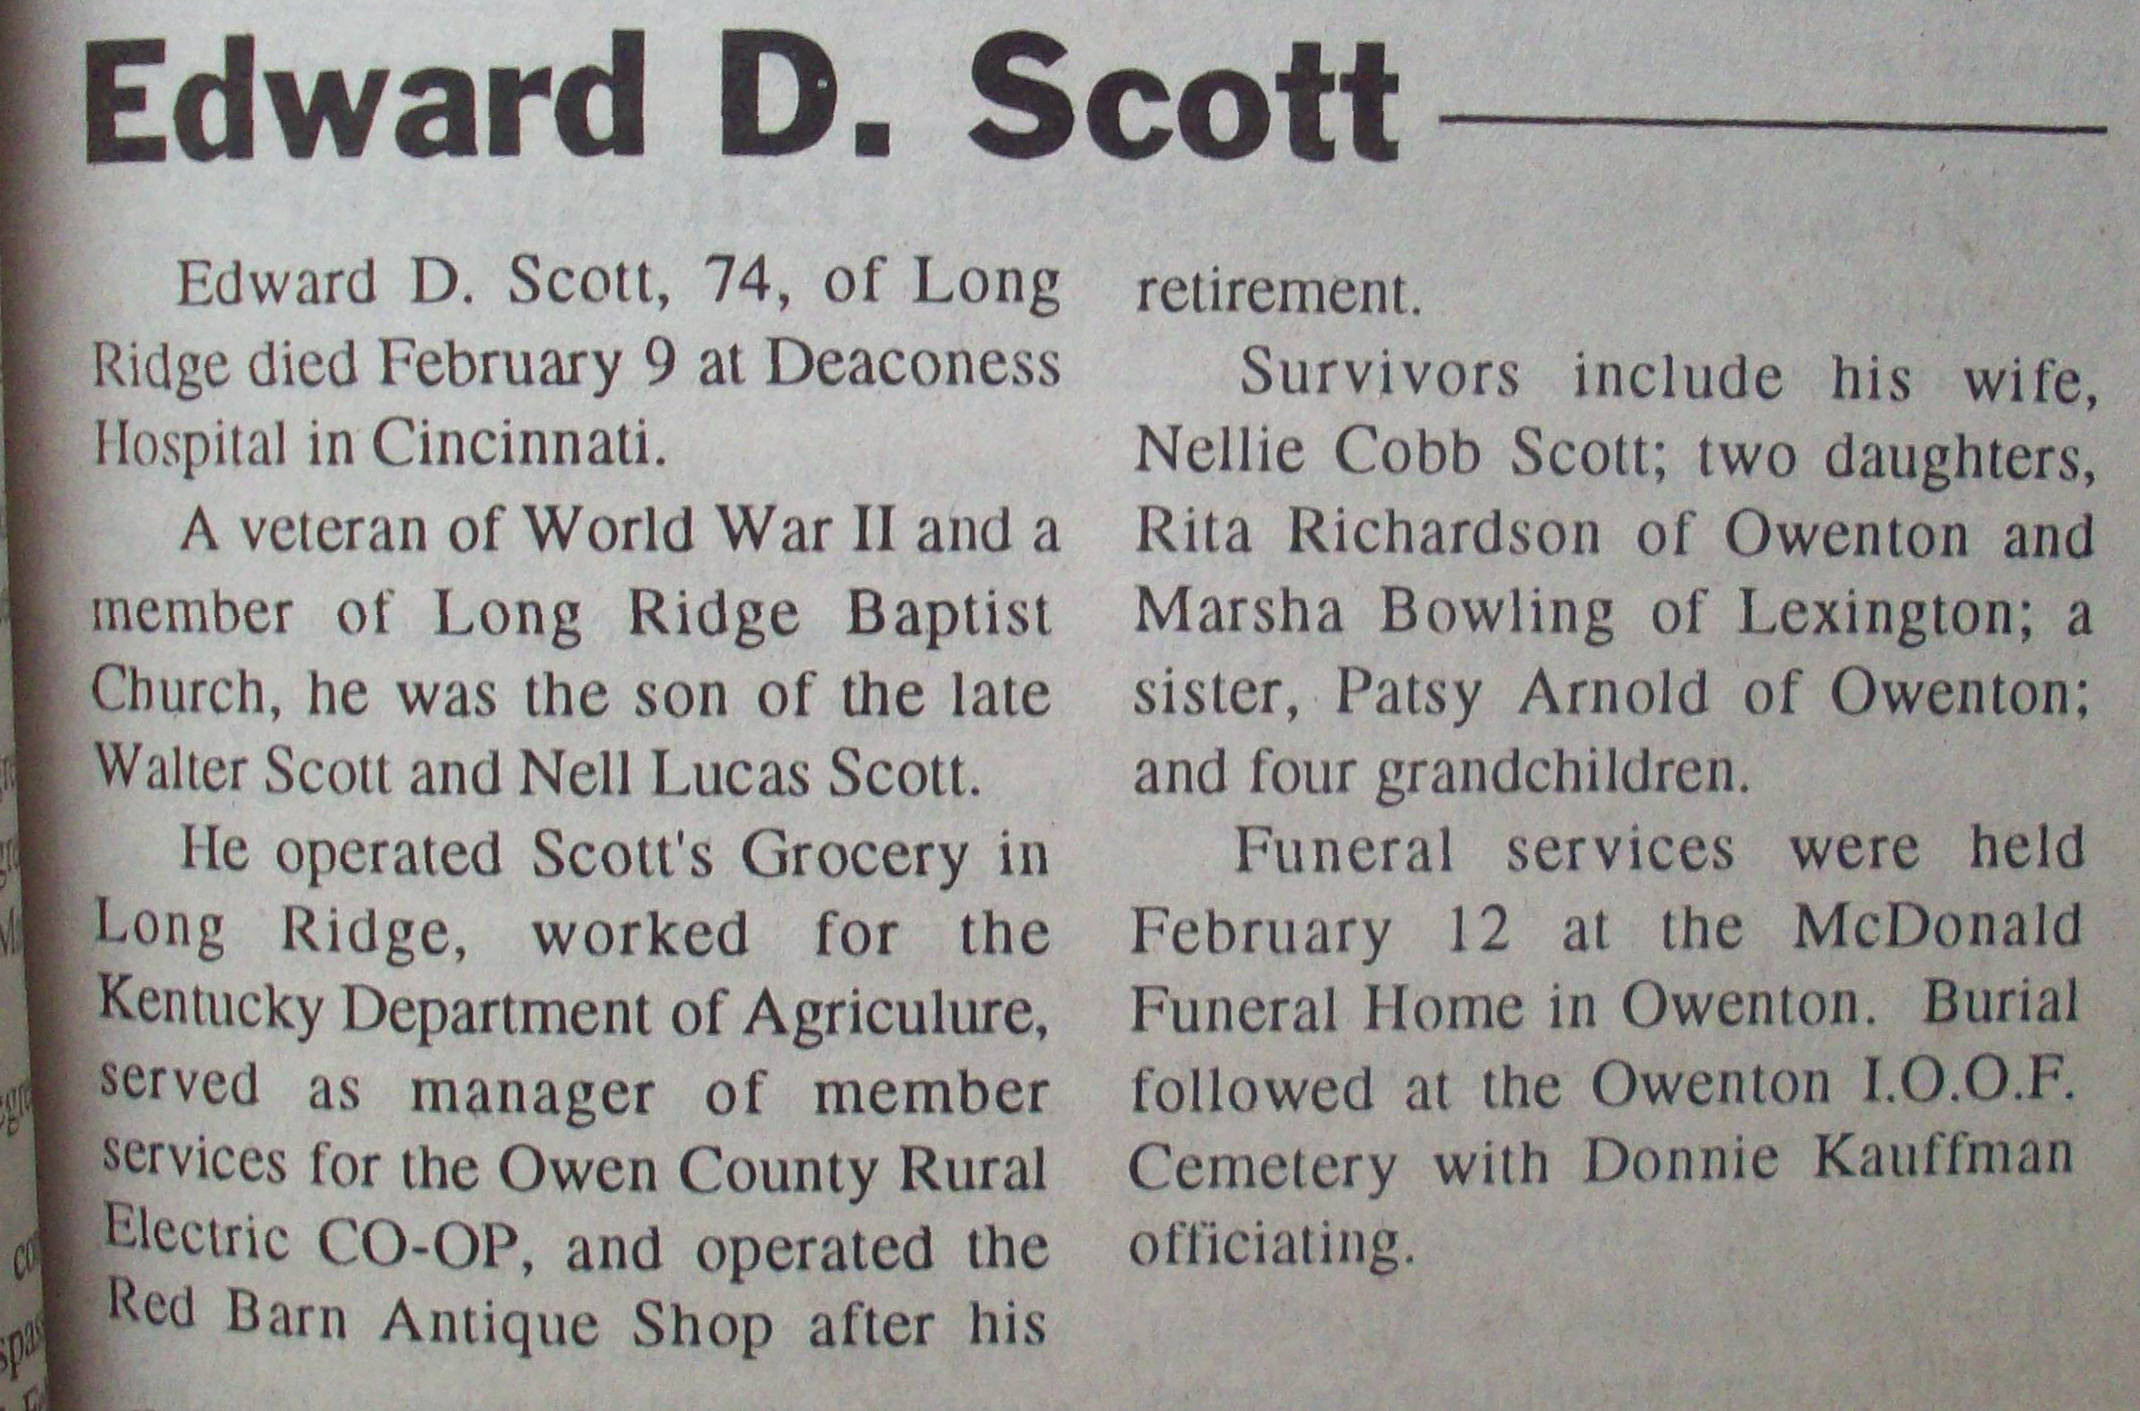 Edward D. Scott
Edward D. Scott, 74, of Long
Ridge died February 9 at Deaconess
Hospital in Cincinnati.
A veteran of World War II and a
member of Long Ridge Baptist
Church, he was the son of the late
Walter Scott and Nell Lucas Scott.
He operated Scott's Grocery in
Long Ridge, worked for the
Kentucky Department of Agriculure,
served as manager of member
services for the Owen County Rural
Electric CO-OP, and operated the
Red Barn Antique Shop after his
retirement.
Survivors include his wife,
Nellie Cobb Scott; two daughters,
Rita Richardson of Owenton and
Marsha Bowling of Lexington; a
sister, Patsy Arnold of Owenton;
and four grandchildren.
Funeral services were held
February 12 at the McDonald
Funeral Home in Owenton. Burial
followed at the Owenton I.O.O.F.
Cemetery with Donnie Kauffman
officiating.